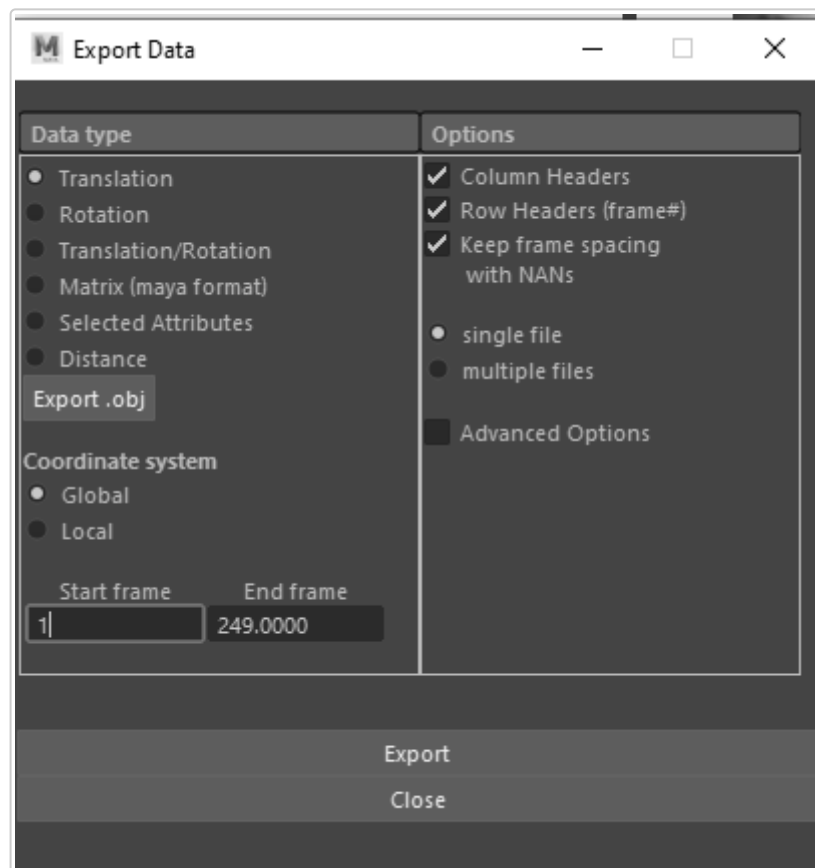 Export Data
Data type
Translation
Rotation
Translation/Rotation
Matrix (maya format)
Selected Attributes
Distance
Export .obj
Coordinate system
Global
Local
Start frame End frame
1 249.0000
Options
Column Headers
Row Headers (frame#)
Keep frame spacing
with NANs
single file
multiple files
Advanced Options
Export
Close